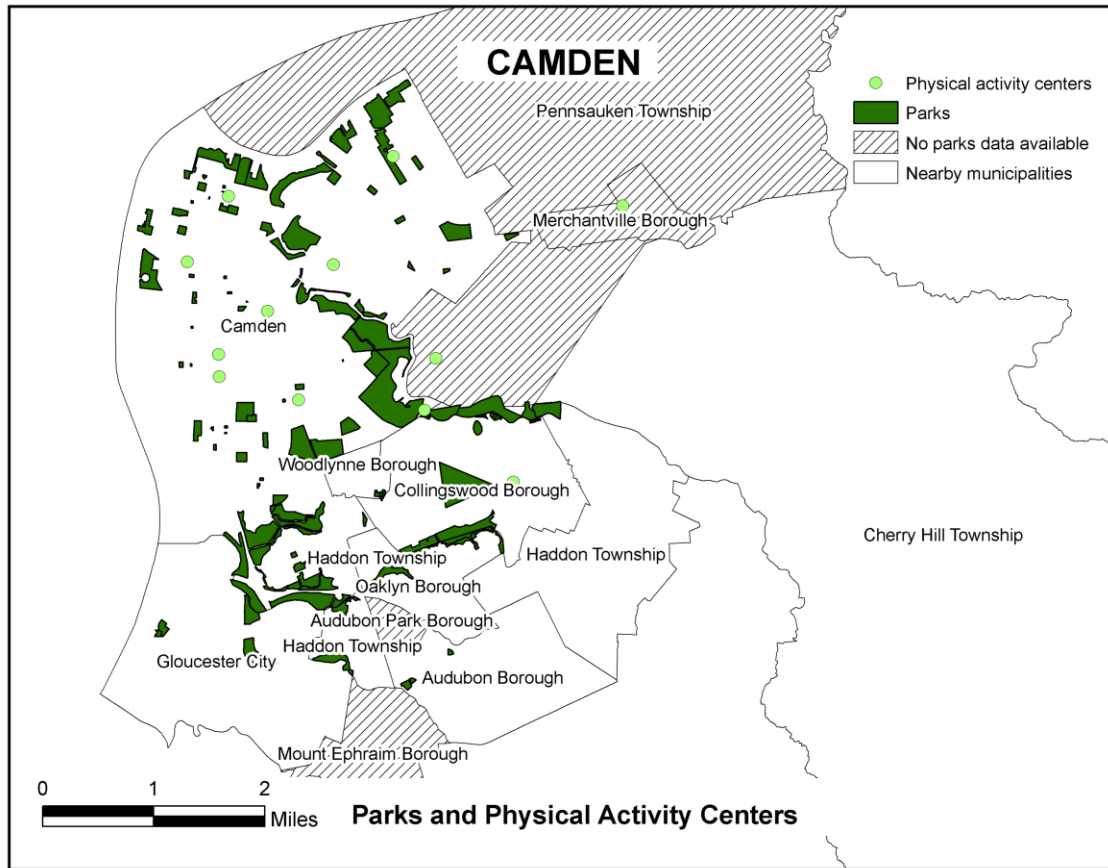 CAMDEN
Pennsauken Township
Physical activity centers
Parks
No parks data available
Nearby municipalities
Merchantville Borough
Camden
Woodlynne Borough
Collingswood Borough
Cherry Hill Township
Haddon Township
Haddon Township
Oaklyn Borough
Audubon Park Borough
Haddon Township
Gloucester City
Audubon Borough
Mount Ephraim Borough
0 1 2
Miles
Parks and Physical Activity Centers